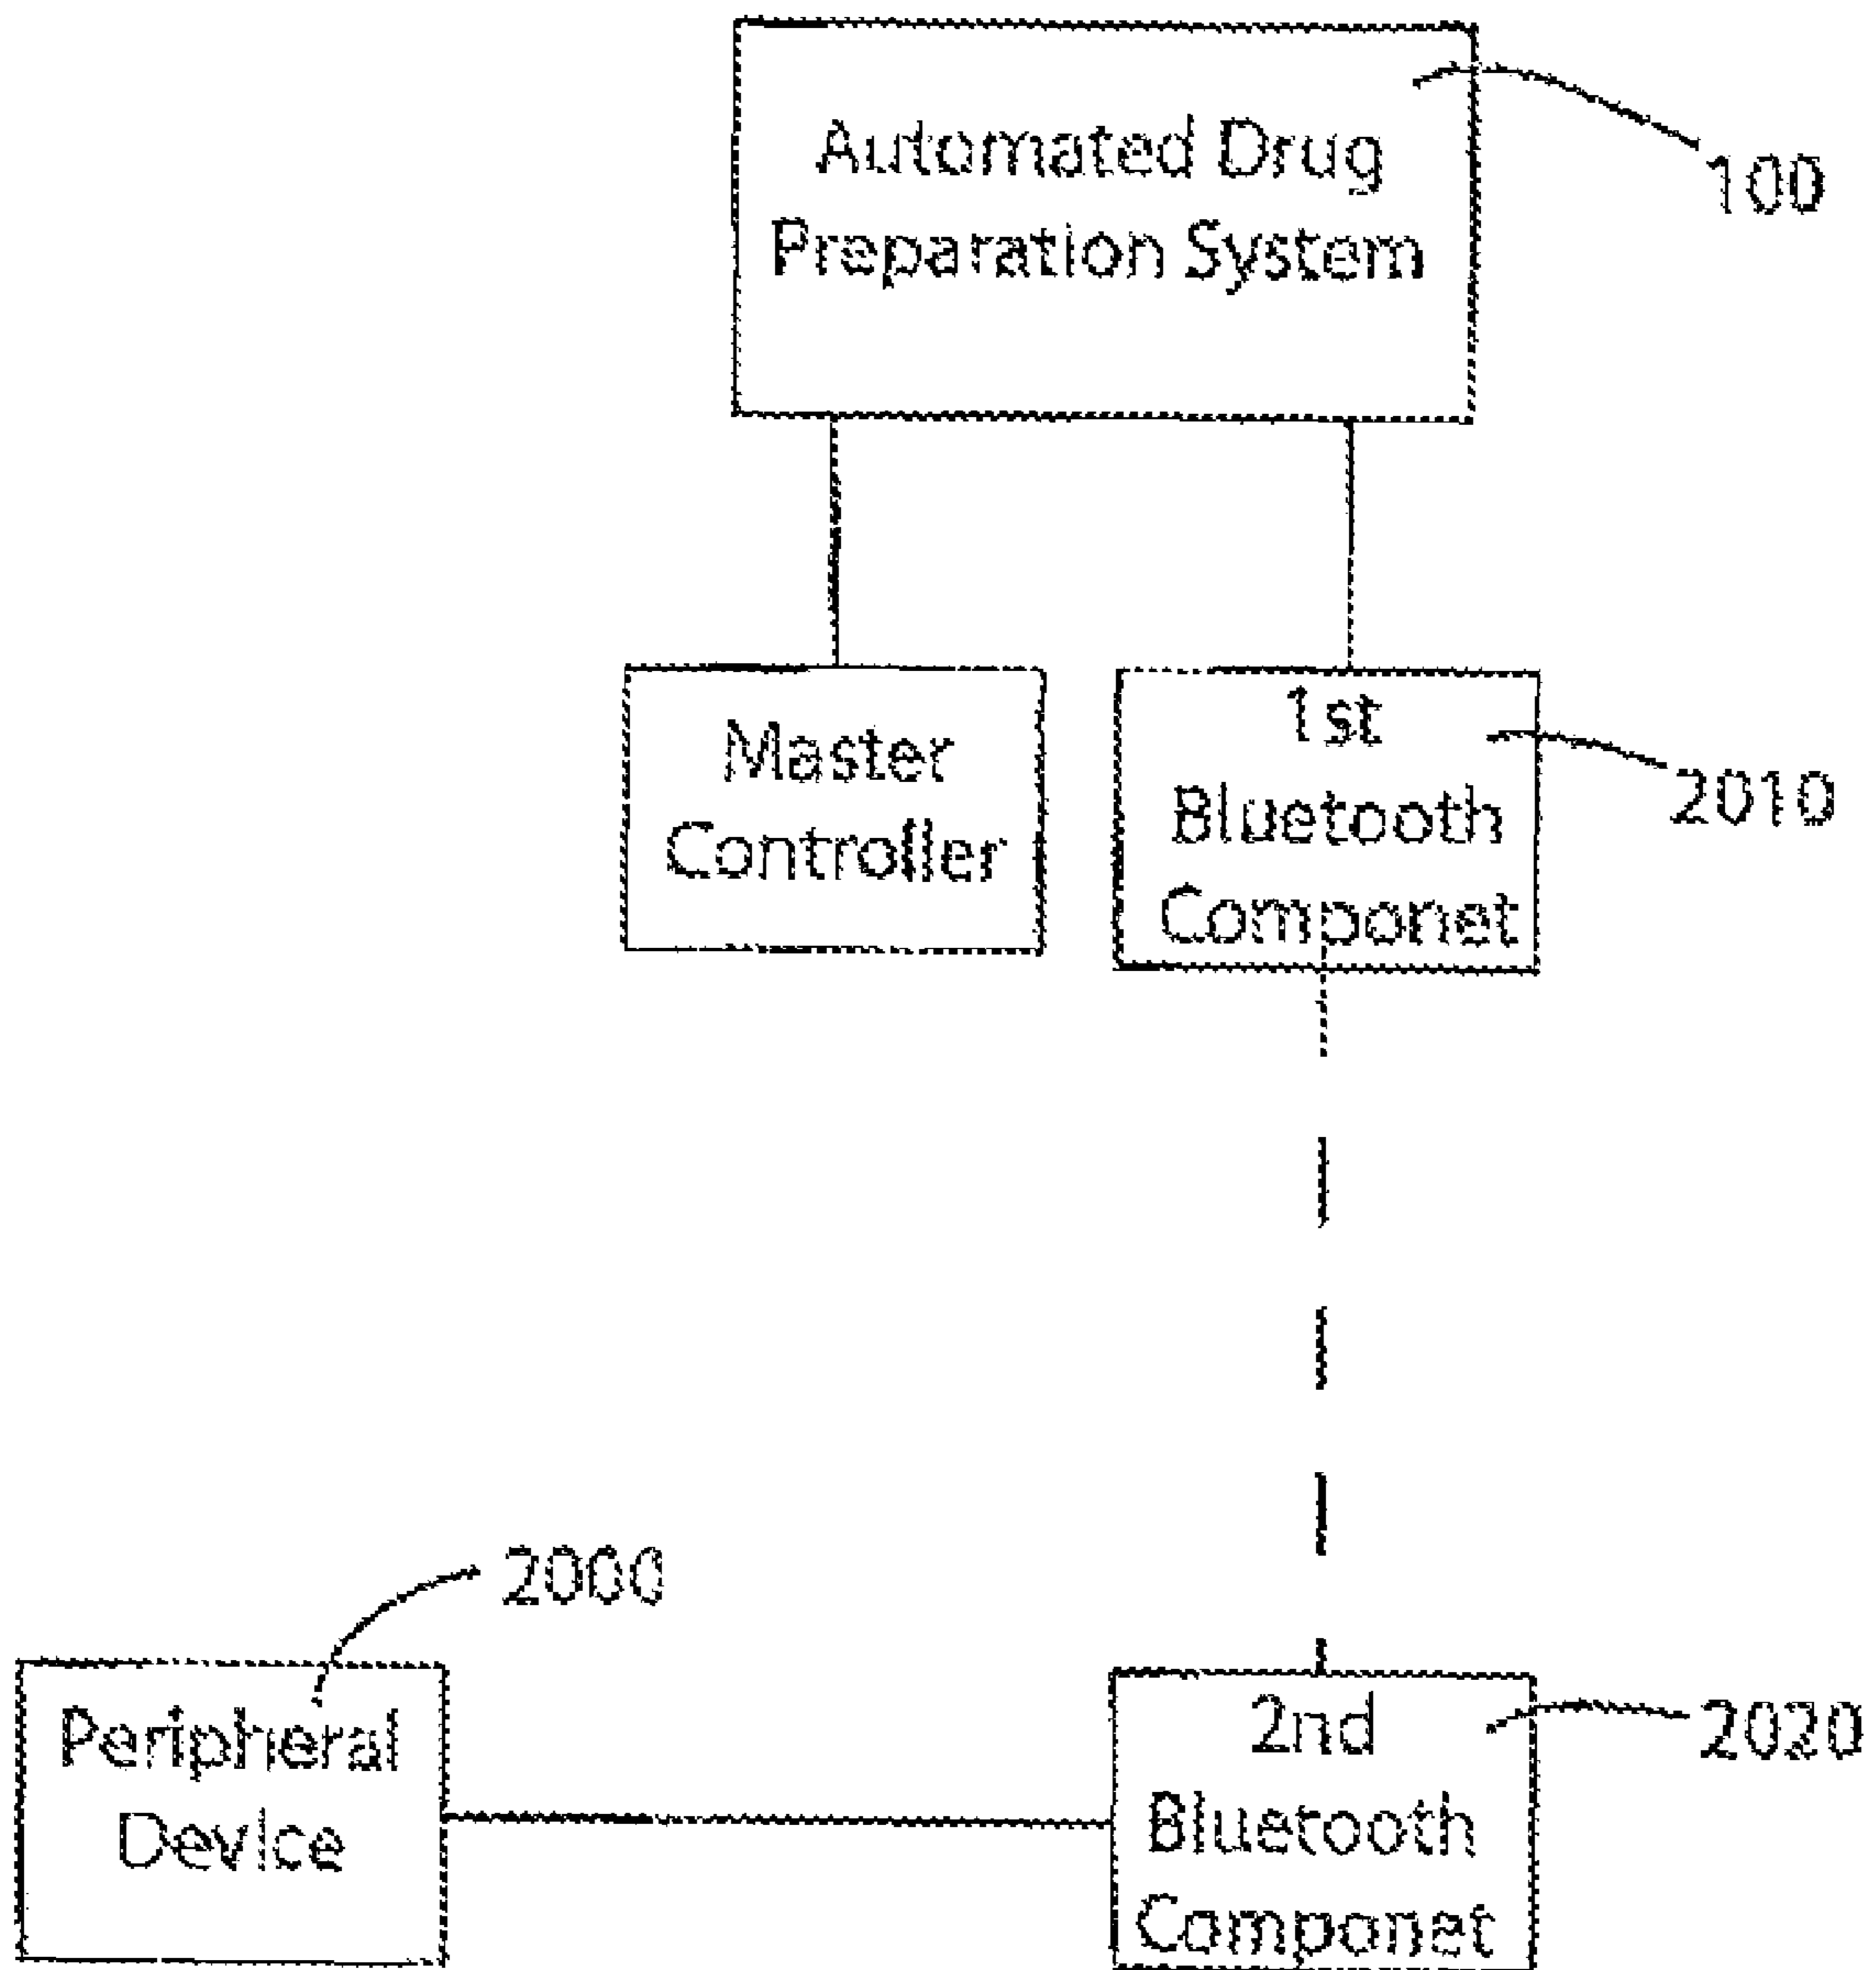 Automated Drug
Preparation System
100
Master
Controller
1st
Bluetooth
Componet
2010
2000
Peripheral
Device
2nd
Bluetooth
Componet
2020